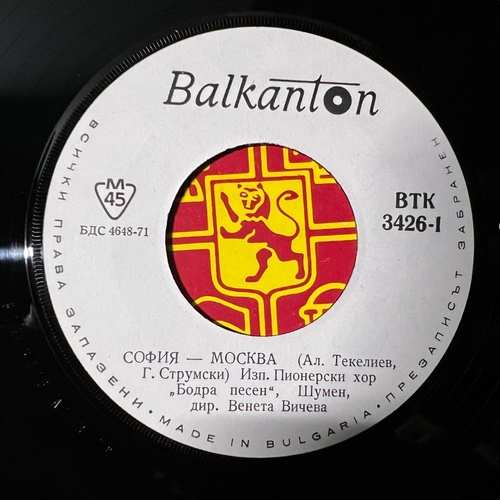 Balkanton
М
45
БДС 4648-71
ВТК
3426-I
СОФИЯ — МОСКВА (Ал. Текелиев,
Г. Струмски) Изп. Пионерски хор
„Бодра песен“, Шумен,
дир. Венета Вичева
ВСИЧКИ ПРАВА ЗАПАЗЕНИ • MADE IN BULGARIA • ПРЕЗАПИСЪТ ЗАБРАНЕН